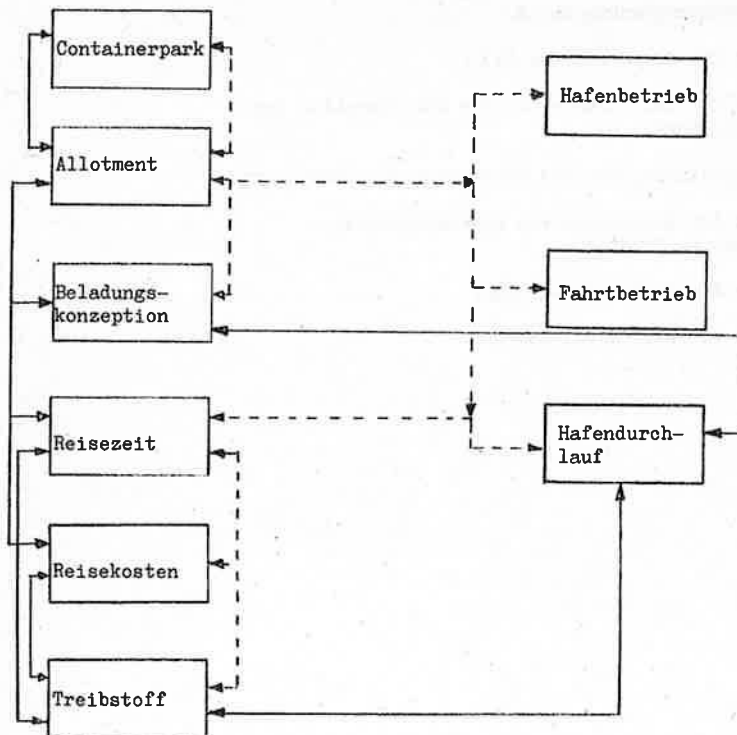 Containerpark
Allotment
Beladungs-
konzeption
Reisezeit
Reisekosten
Treibstoff
Hafenbetrieb
Fahrtbetrieb
Hafendurch-
lauf